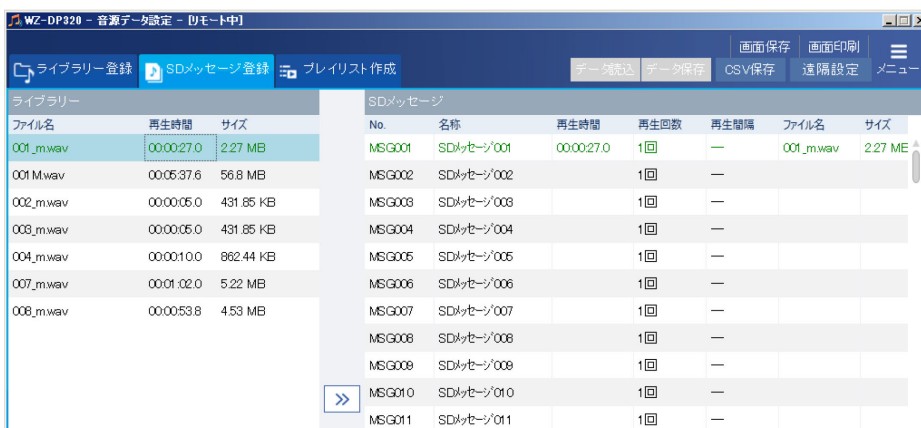 WZ-DP320 - 音源データ設定 - [リモート中]
画面保存 画面印刷
ライブラリー登録 SDメッセージ登録 プレイリスト作成 データ読込 データ保存 CSV保存 遠隔設定 メニュー
ライブラリー SDメッセージ
ファイル名 再生時間 サイズ No. 名称 再生時間 再生回数 再生間隔 ファイル名 サイズ
001_m.wav 00:00:27.0 2.27 MB MSG001 SDメッセージ001 00:00:27.0 1回 — 001_m.wav 2.27 ME
001M.wav 00:05:37.6 56.8 MB MSG002 SDメッセージ002 1回 —
002_m.wav 00:00:05.0 431.85 KB MSG003 SDメッセージ003 1回 —
003_m.wav 00:00:05.0 431.85 KB MSG004 SDメッセージ004 1回 —
004_m.wav 00:00:10.0 862.44 KB MSG005 SDメッセージ005 1回 —
007_m.wav 00:01:02.0 5.22 MB MSG006 SDメッセージ006 1回 —
008_m.wav 00:00:53.8 4.53 MB MSG007 SDメッセージ007 1回 —
MSG008 SDメッセージ008 1回 —
MSG009 SDメッセージ009 1回 —
MSG010 SDメッセージ010 1回 —
MSG011 SDメッセージ011 1回 —